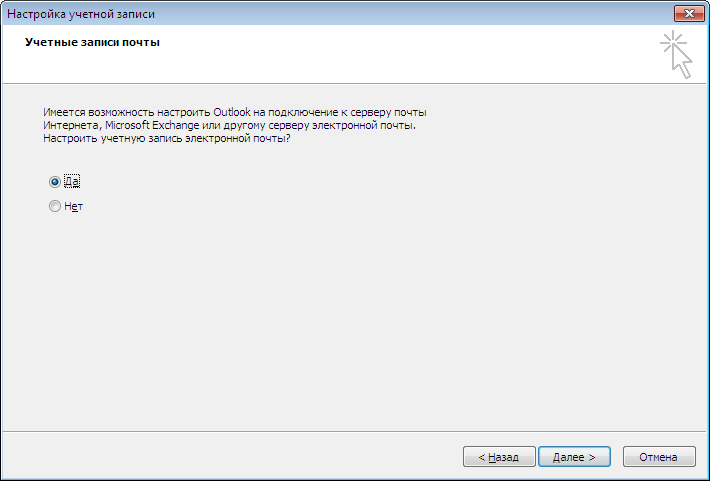 Настройка учетной записи
Учетные записи почты
Имеется возможность настроить Outlook на подключение к серверу почты
Интернета, Microsoft Exchange или другому серверу электронной почты.
Настроить учетную запись электронной почты?
Да
Нет
< Назад
Далее >
Отмена